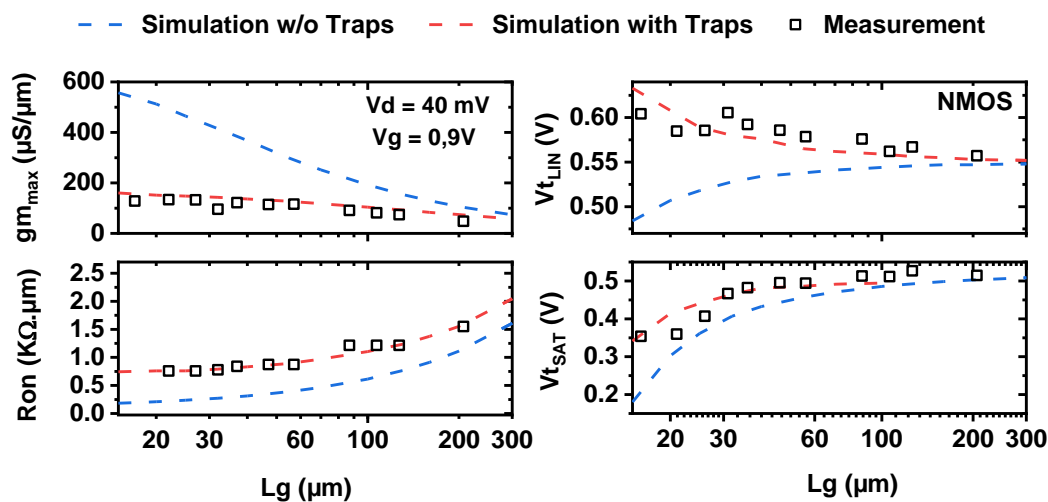 Simulation w/o Traps Simulation with Traps Measurement
600
400
200
0
gm_max (µS/µm)
Vd = 40 mV
Vg = 0,9V
0.60
0.55
0.50
Vt_LIN (V)
NMOS
2.5
2.0
1.5
1.0
0.5
0.0
Ron (KΩ.µm)
20 30 60 100 200 300
Lg (µm)
0.5
0.4
0.3
0.2
Vt_SAT (V)
20 30 60 100 200 300
Lg (µm)